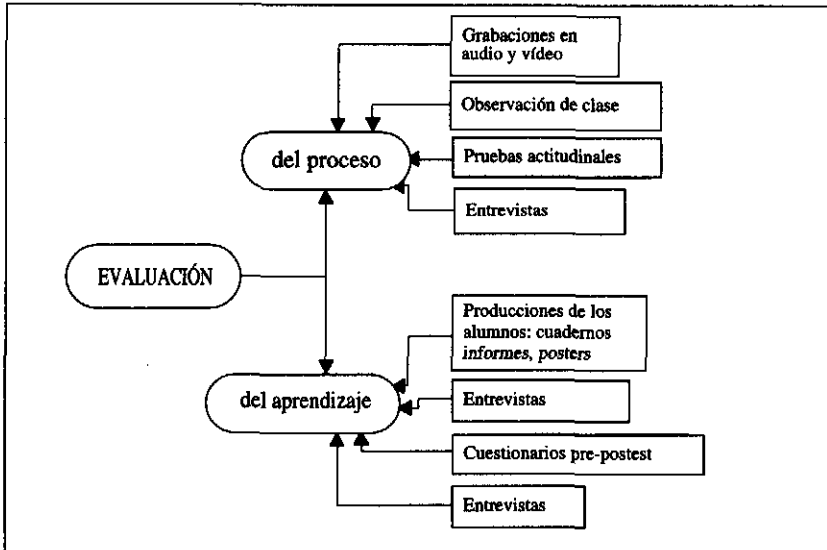 Grabaciones en
audio y vídeo
Observación de clase
del proceso
Pruebas actitudinales
Entrevistas
EVALUACIÓN
Producciones de los
alumnos: cuadernos
informes, posters
del aprendizaje
Entrevistas
Cuestionarios pre-postest
Entrevistas